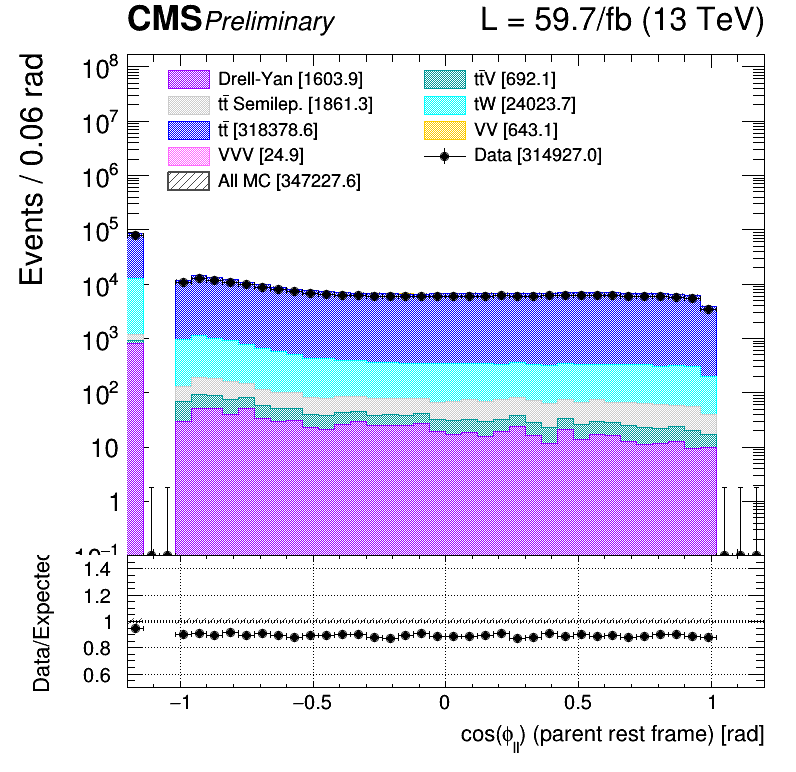 CMS Preliminary L = 59.7/fb (13 TeV)
Events / 0.06 rad
10⁸
10⁷
10⁶
10⁵
10⁴
10³
10²
10
1
10⁻¹
Drell-Yan [1603.9]
tt̄ Semilep. [1861.3]
tt̄ [318378.6]
VVV [24.9]
All MC [347227.6]
tt̄V [692.1]
tW [24023.7]
VV [643.1]
Data [314927.0]
Data/Expected
1.4
1.2
1
0.8
0.6
−1 −0.5 0 0.5 1
cos(ϕ_ll) (parent rest frame) [rad]